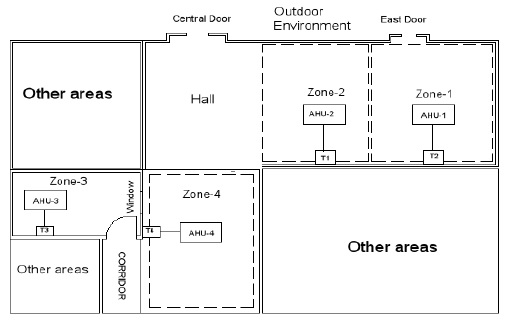 Central Door
Outdoor
Environment
East Door
Other areas
Hall
Zone-2
AHU-2
T1
Zone-1
AHU-1
T2
Zone-3
AHU-3
T3
Window
Zone-4
AHU-4
Other areas
CORRIDOR
Other areas